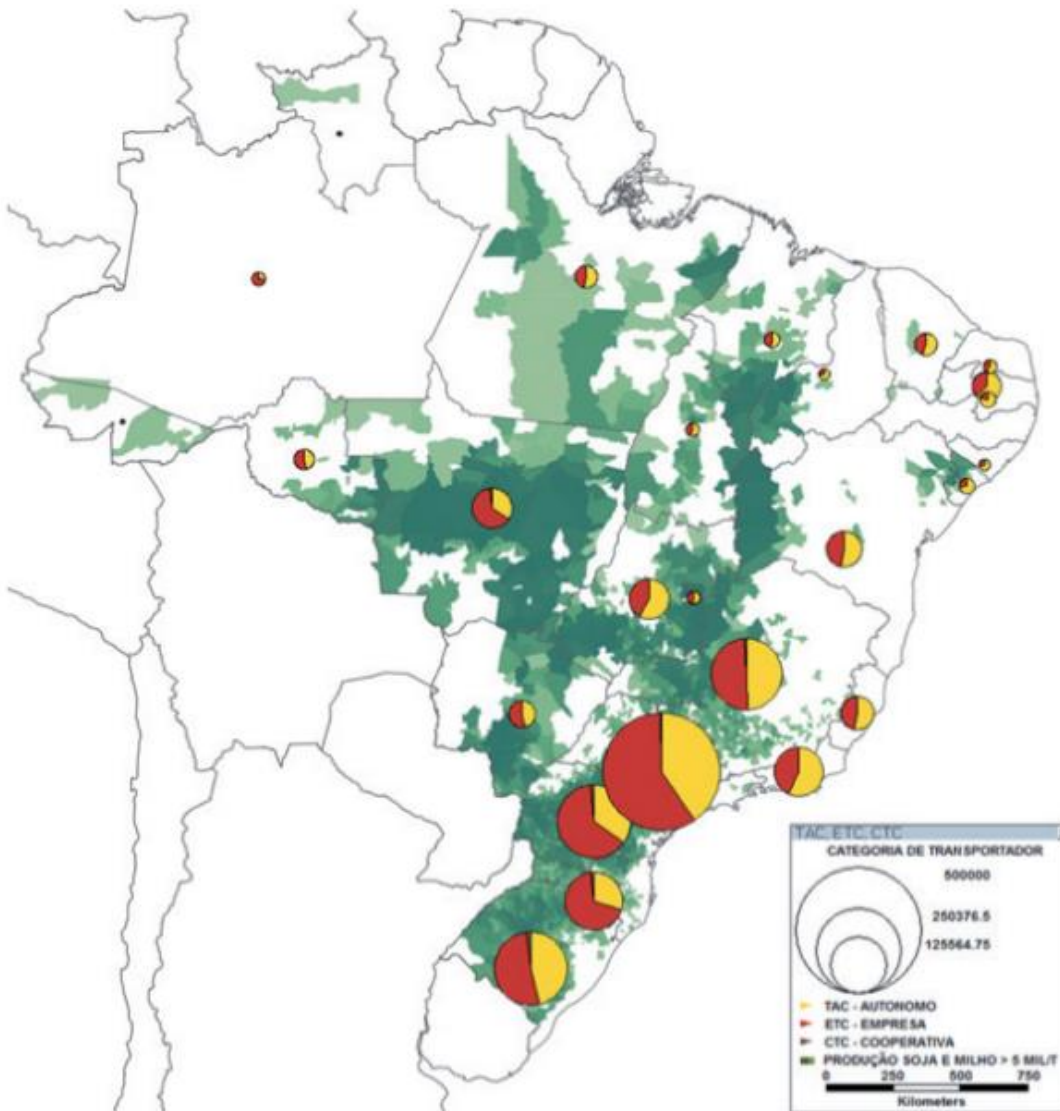 TAC, ETC, CTC
CATEGORIA DE TRANSPORTADOR
500000
250376.5
125564.75
TAC - AUTONOMO
ETC - EMPRESA
CTC - COOPERATIVA
PRODUÇÃO SOJA E MILHO > 5 MIL/T
0 250 500 750
Kilometers